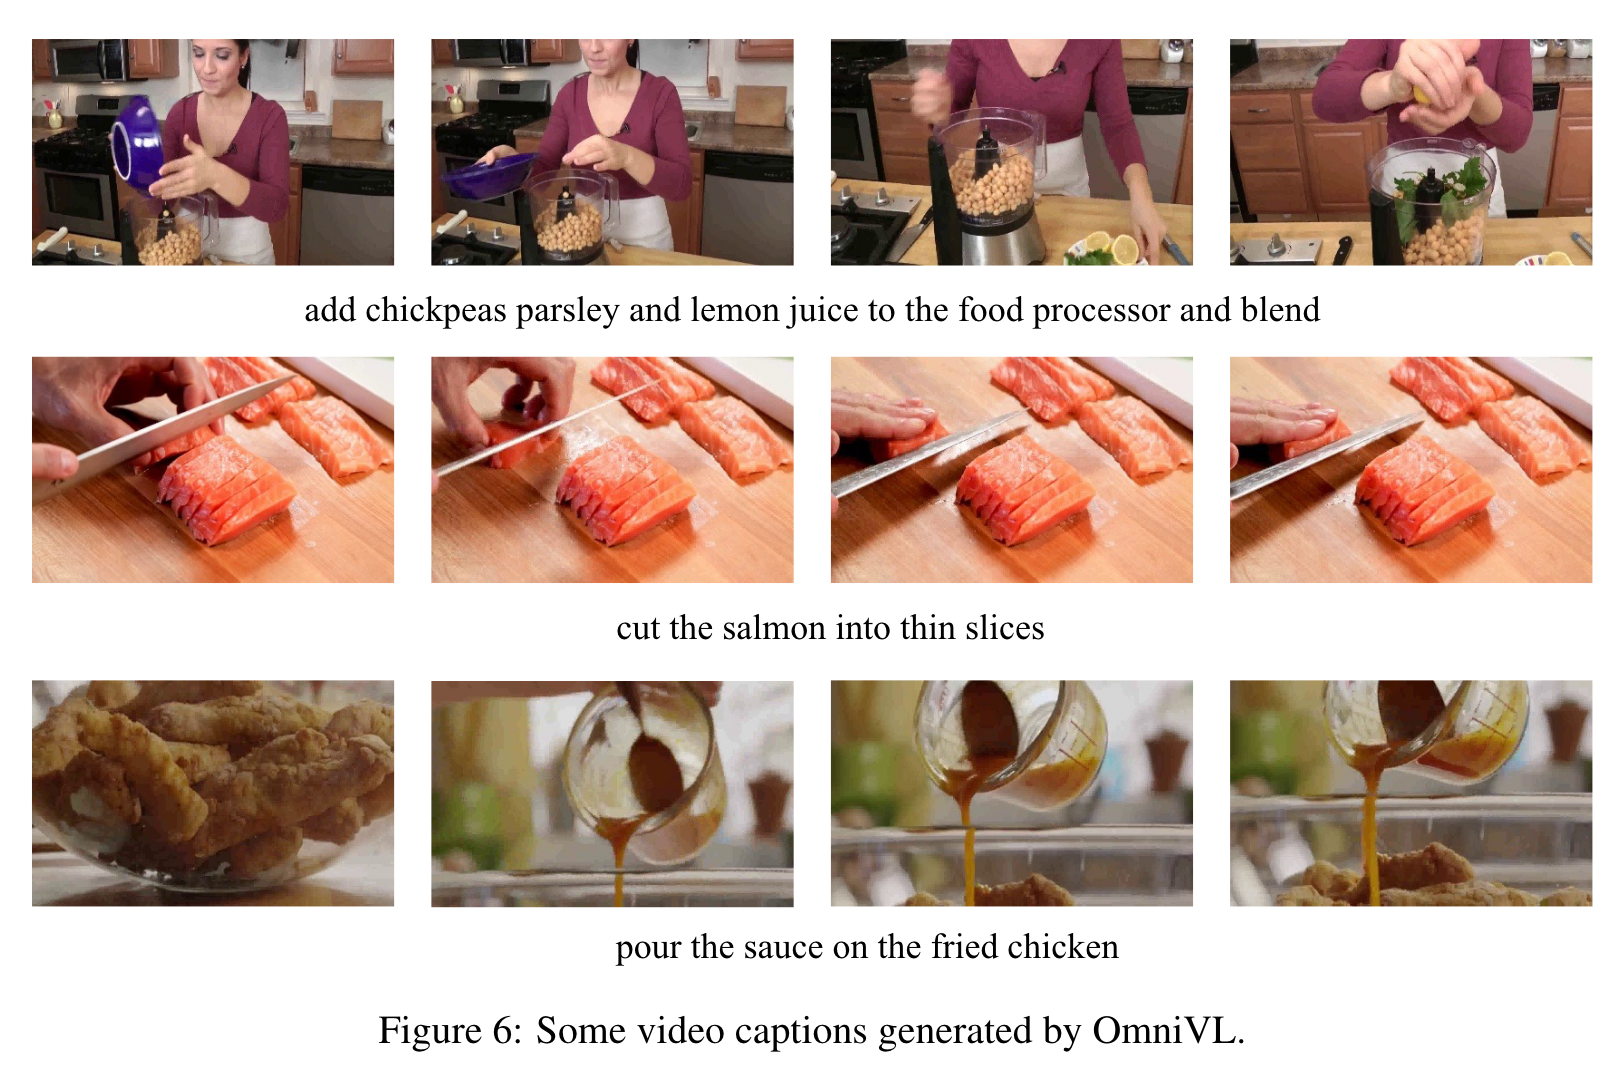 add chickpeas parsley and lemon juice to the food processor and blend
cut the salmon into thin slices
pour the sauce on the fried chicken
Figure 6: Some video captions generated by OmniVL.